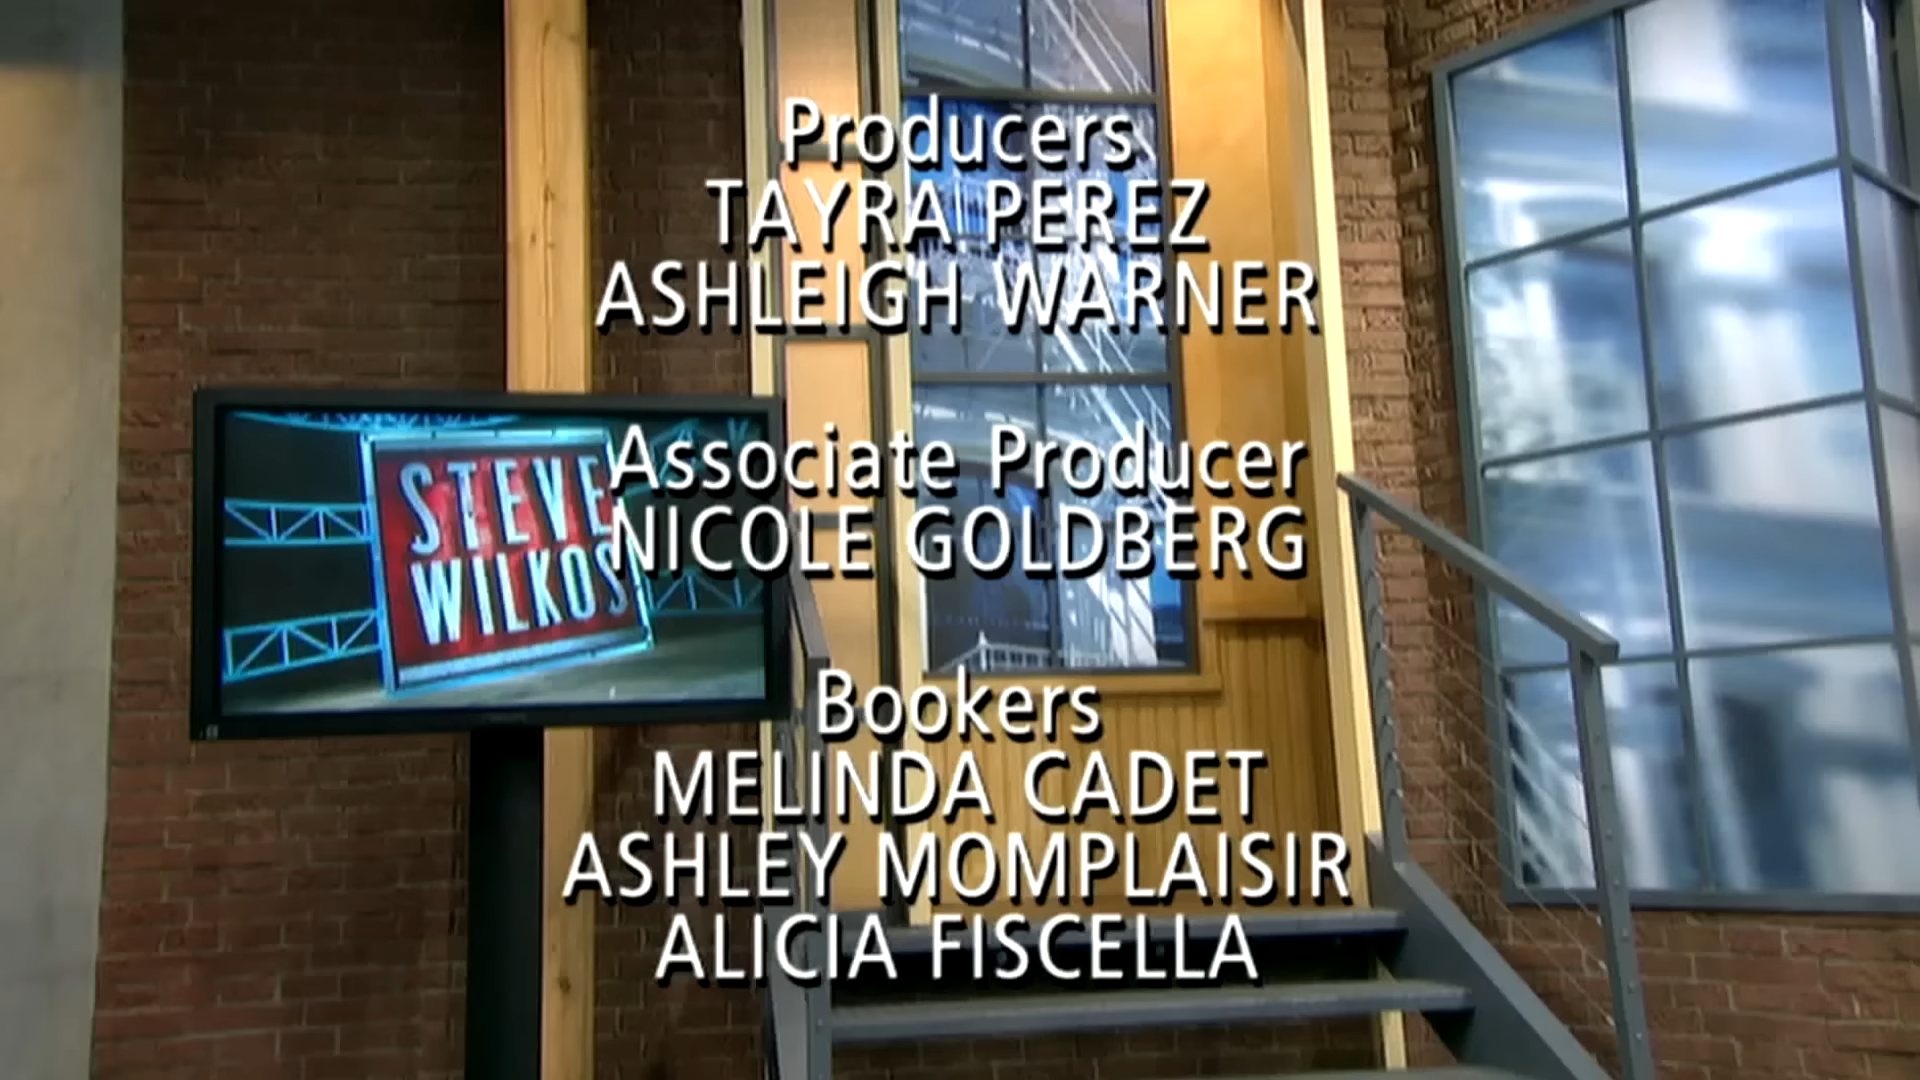 Producers
TAYRA PEREZ
ASHLEIGH WARNER
Associate Producer
NICOLE GOLDBERG
Bookers
MELINDA CADET
ASHLEY MOMPLAISIR
ALICIA FISCELLA
STEVE
WILKOS